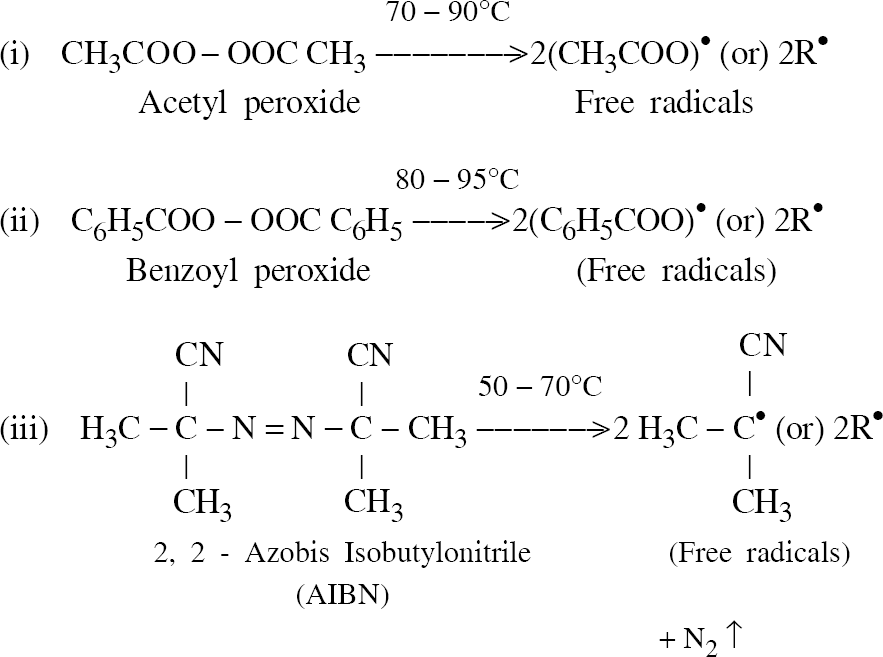 70 – 90°C
(i) CH₃COO – OOC CH₃ −−−−−−−> 2(CH₃COO)• (or) 2R•
Acetyl peroxide Free radicals
80 – 95°C
(ii) C₆H₅COO – OOC C₆H₅ −−−−−> 2(C₆H₅COO)• (or) 2R•
Benzoyl peroxide (Free radicals)
CN CN CN
| | 50 – 70°C |
(iii) H₃C – C – N = N – C – CH₃ −−−−−−−> 2 H₃C – C• (or) 2R•
| | |
CH₃ CH₃ CH₃
2, 2 - Azobis Isobutylonitrile (Free radicals)
(AIBN)
+ N₂ ↑